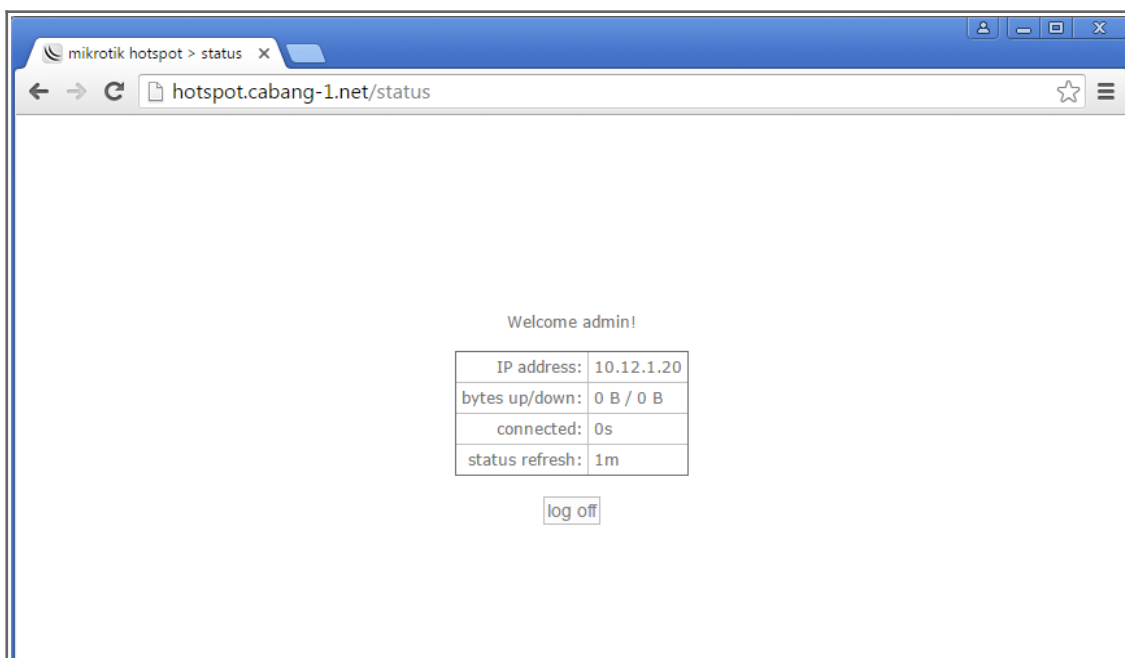 mikrotik hotspot > status
hotspot.cabang-1.net/status
Welcome admin!
IP address: 10.12.1.20
bytes up/down: 0 B / 0 B
connected: 0s
status refresh: 1m
log off